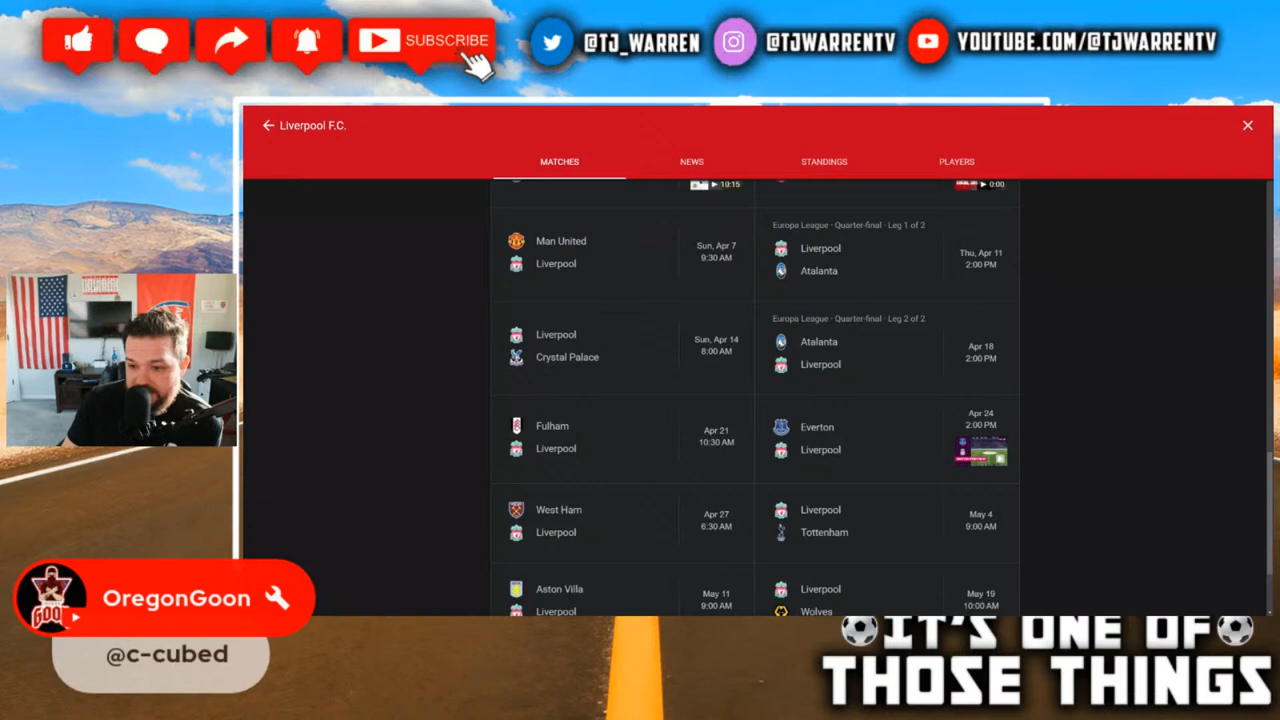 SUBSCRIBE
@TJ_WARREN
@TJWARRENTV
YOUTUBE.COM/@TJWARRENTV
Liverpool F.C.
MATCHES
NEWS
STANDINGS
PLAYERS
10:15
0:00
Man United
Liverpool
Sun, Apr 7
9:30 AM
Europa League · Quarter-final · Leg 1 of 2
Liverpool
Atalanta
Thu, Apr 11
2:00 PM
Liverpool
Crystal Palace
Sun, Apr 14
8:00 AM
Europa League · Quarter-final · Leg 2 of 2
Atalanta
Liverpool
Apr 18
2:00 PM
Fulham
Liverpool
Apr 21
10:30 AM
Everton
Liverpool
Apr 24
2:00 PM
West Ham
Liverpool
Apr 27
6:30 AM
Liverpool
Tottenham
May 4
9:00 AM
Aston Villa
Liverpool
May 11
9:00 AM
Liverpool
Wolves
May 19
10:00 AM
OregonGoon
@c-cubed
IT'S ONE OF
THOSE THINGS